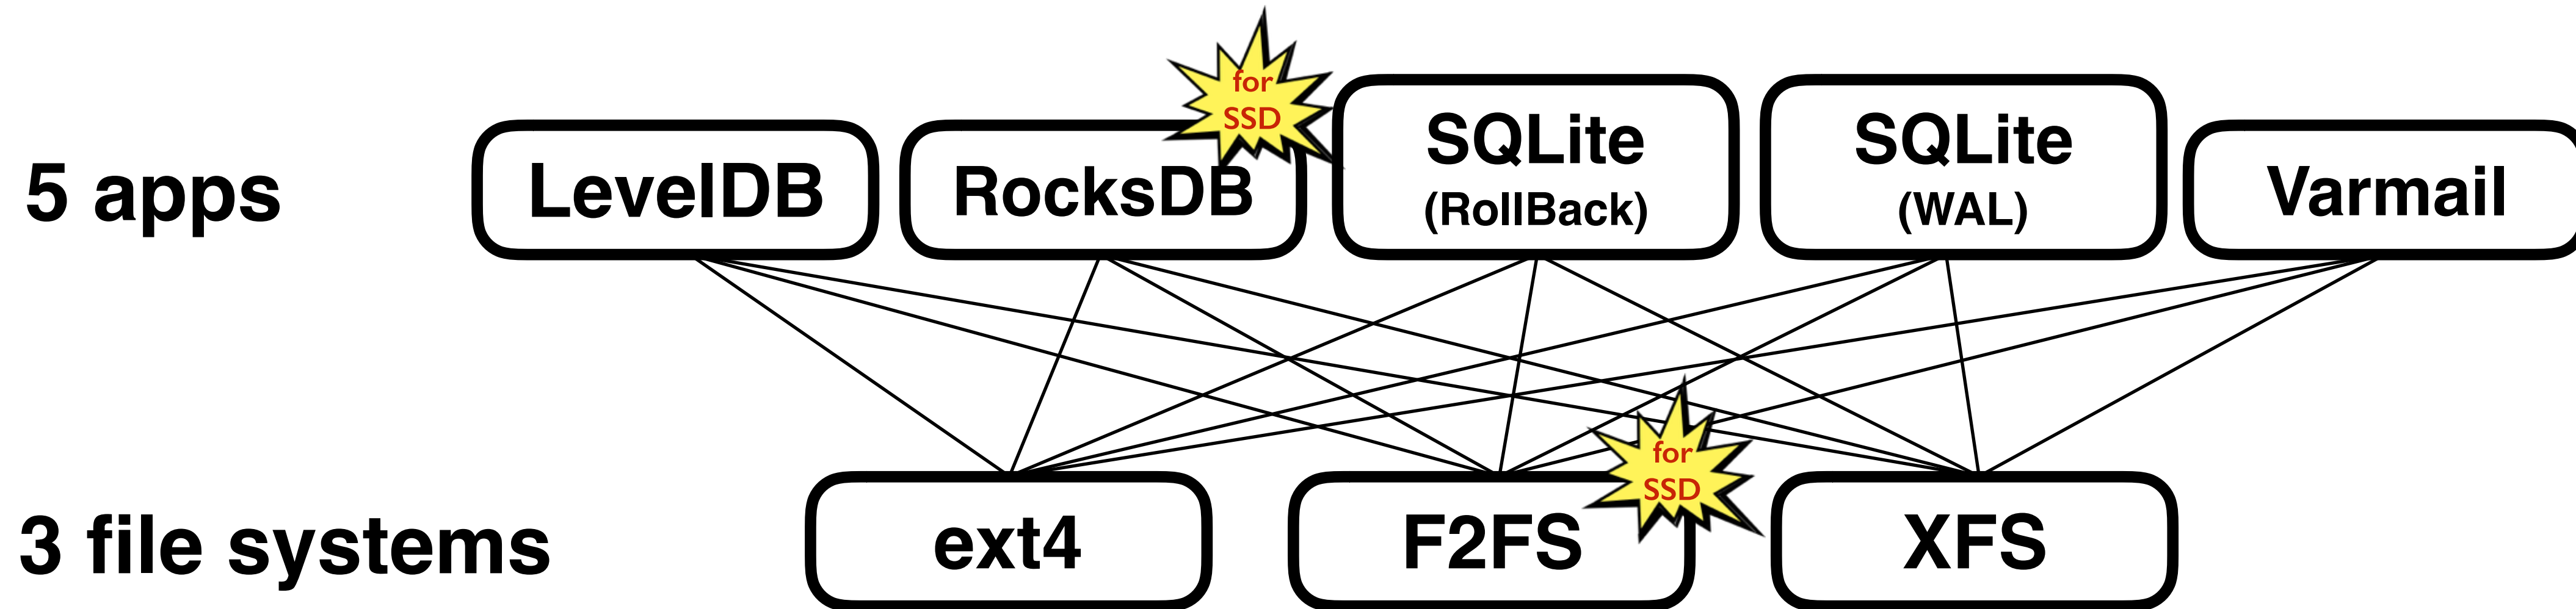 for
SSD
5 apps
LevelDB
RocksDB
SQLite
(RollBack)
SQLite
(WAL)
Varmail
for
SSD
3 file systems
ext4
F2FS
XFS